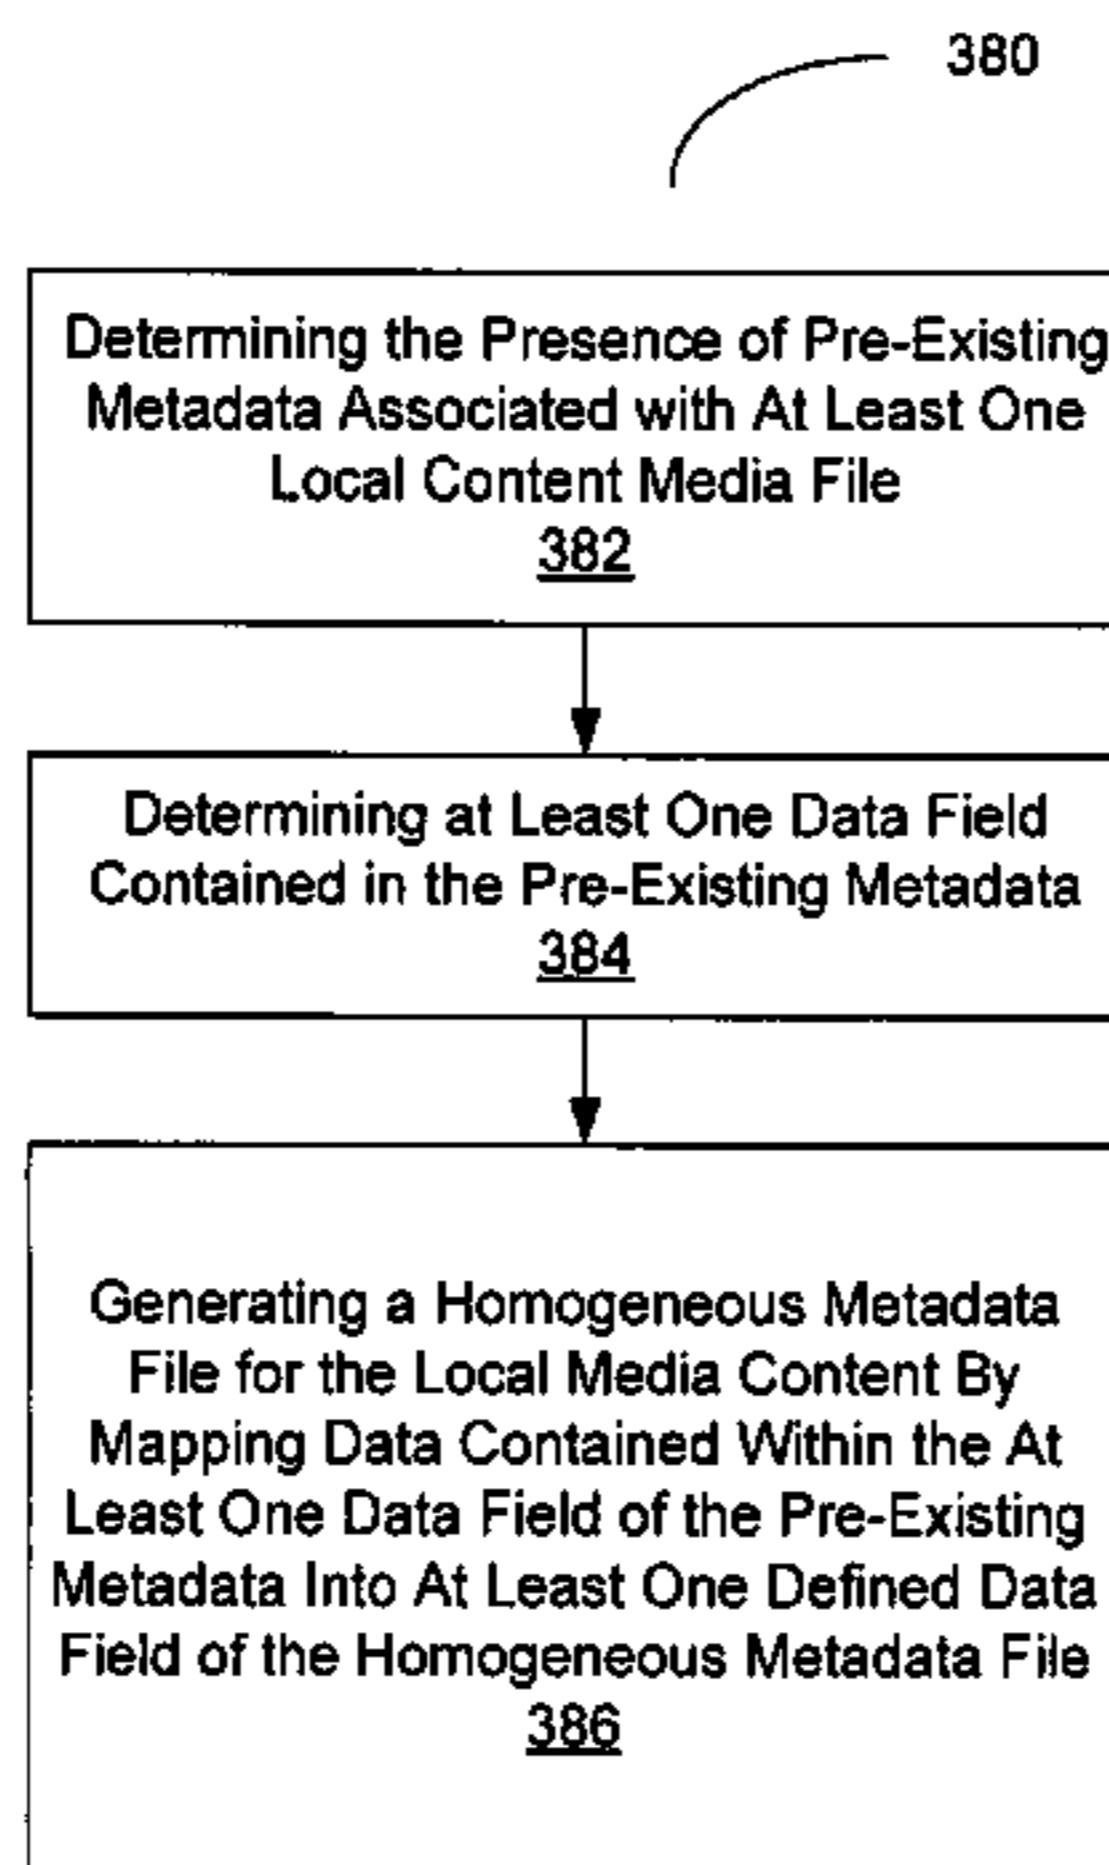 380
Determining the Presence of Pre-Existing
Metadata Associated with At Least One
Local Content Media File
382
Determining at Least One Data Field
Contained in the Pre-Existing Metadata
384
Generating a Homogeneous Metadata
File for the Local Media Content By
Mapping Data Contained Within the At
Least One Data Field of the Pre-Existing
Metadata Into At Least One Defined Data
Field of the Homogeneous Metadata File
386